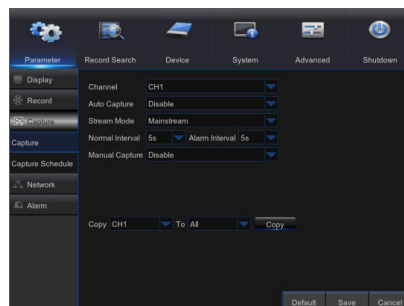 Parameter
Record Search
Device
System
Advanced
Shutdown
Display
Record
Capture
Capture
Capture Schedule
Network
Alarm
Channel CH1
Auto Capture Disable
Stream Mode Mainstream
Normal Interval 5s Alarm Interval 5s
Manual Capture Disable
Copy CH1 To All Copy
Default Save Cancel